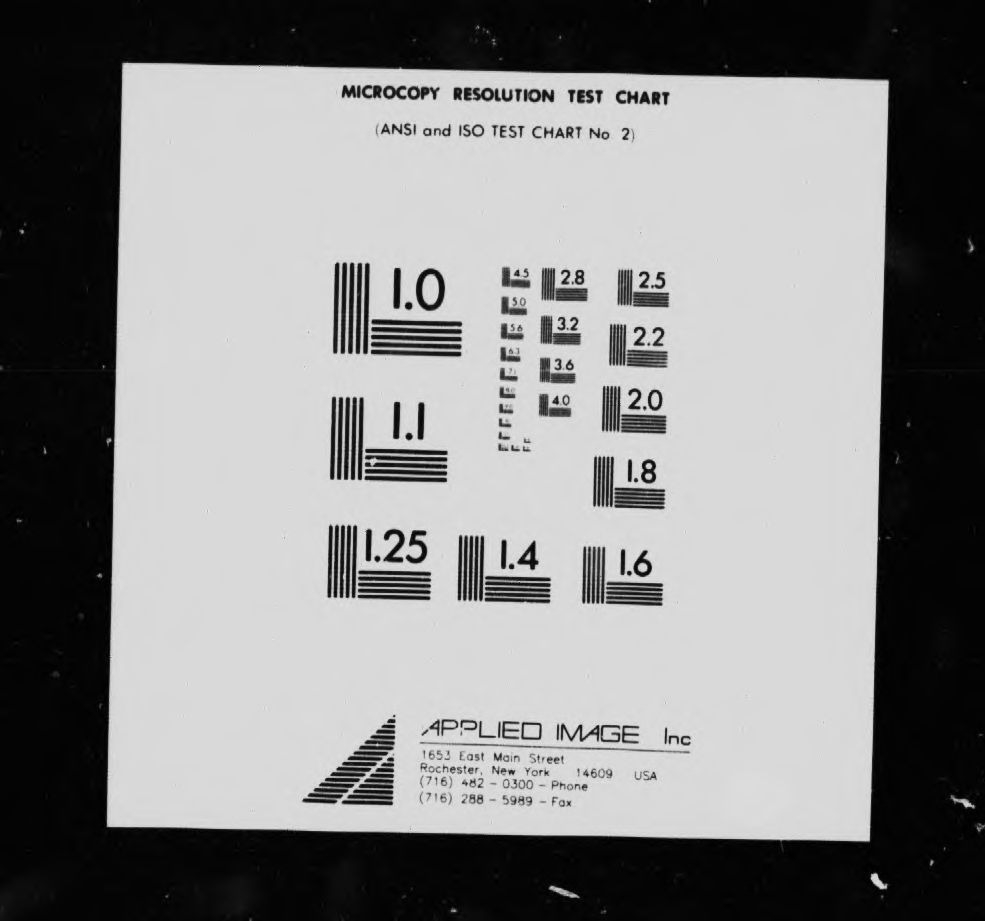 MICROCOPY RESOLUTION TEST CHART
(ANSI and ISO TEST CHART No 2)
1.0
4.5
2.8
2.5
5.0
3.2
2.2
5.6
6.3
3.6
7.1
2.0
4.0
1.1
1.8
1.25
1.4
1.6
APPLIED IMAGE Inc
1653 East Main Street
Rochester, New York 14609 USA
(716) 482 - 0300 - Phone
(716) 288 - 5989 - Fax